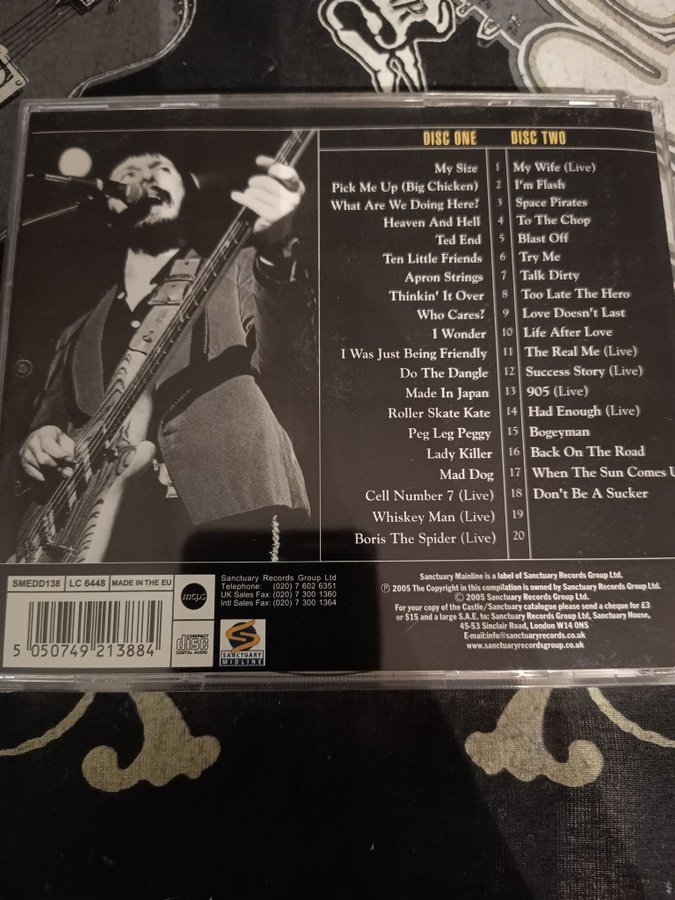 DISC ONE DISC TWO
My Size 1 My Wife (Live)
Pick Me Up (Big Chicken) 2 I'm Flash
What Are We Doing Here? 3 Space Pirates
Heaven And Hell 4 To The Chop
Ted End 5 Blast Off
Ten Little Friends 6 Try Me
Apron Strings 7 Talk Dirty
Thinkin' It Over 8 Too Late The Hero
Who Cares? 9 Love Doesn't Last
I Wonder 10 Life After Love
I Was Just Being Friendly 11 The Real Me (Live)
Do The Dangle 12 Success Story (Live)
Made In Japan 13 905 (Live)
Roller Skate Kate 14 Had Enough (Live)
Peg Leg Peggy 15 Bogeyman
Lady Killer 16 Back On The Road
Mad Dog 17 When The Sun Comes U
Cell Number 7 (Live) 18 Don't Be A Sucker
Whiskey Man (Live) 19
Boris The Spider (Live) 20
SMEDD138 LC 6448 MADE IN THE EU
5 050749 213884
mcps
COMPACT
disc
DIGITAL AUDIO
Sanctuary Records Group Ltd
Telephone: (020) 7 602 6351
UK Sales Fax: (020) 7 300 1360
Intl Sales Fax: (020) 7 300 1364
SANCTUARY
MIDLINE
Sanctuary Mainline is a label of Sanctuary Records Group Ltd.
Ⓟ 2005 The Copyright in this compilation is owned by Sanctuary Records Group Ltd.
© 2005 Sanctuary Records Group Ltd.
For your copy of the Castle/Sanctuary catalogue please send a cheque for £3
or $15 and a large S.A.E. to: Sanctuary Records Group Ltd, Sanctuary House,
45-53 Sinclair Road, London W14 0NS
E-mail:info@sanctuaryrecords.co.uk
www.sanctuaryrecordsgroup.co.uk